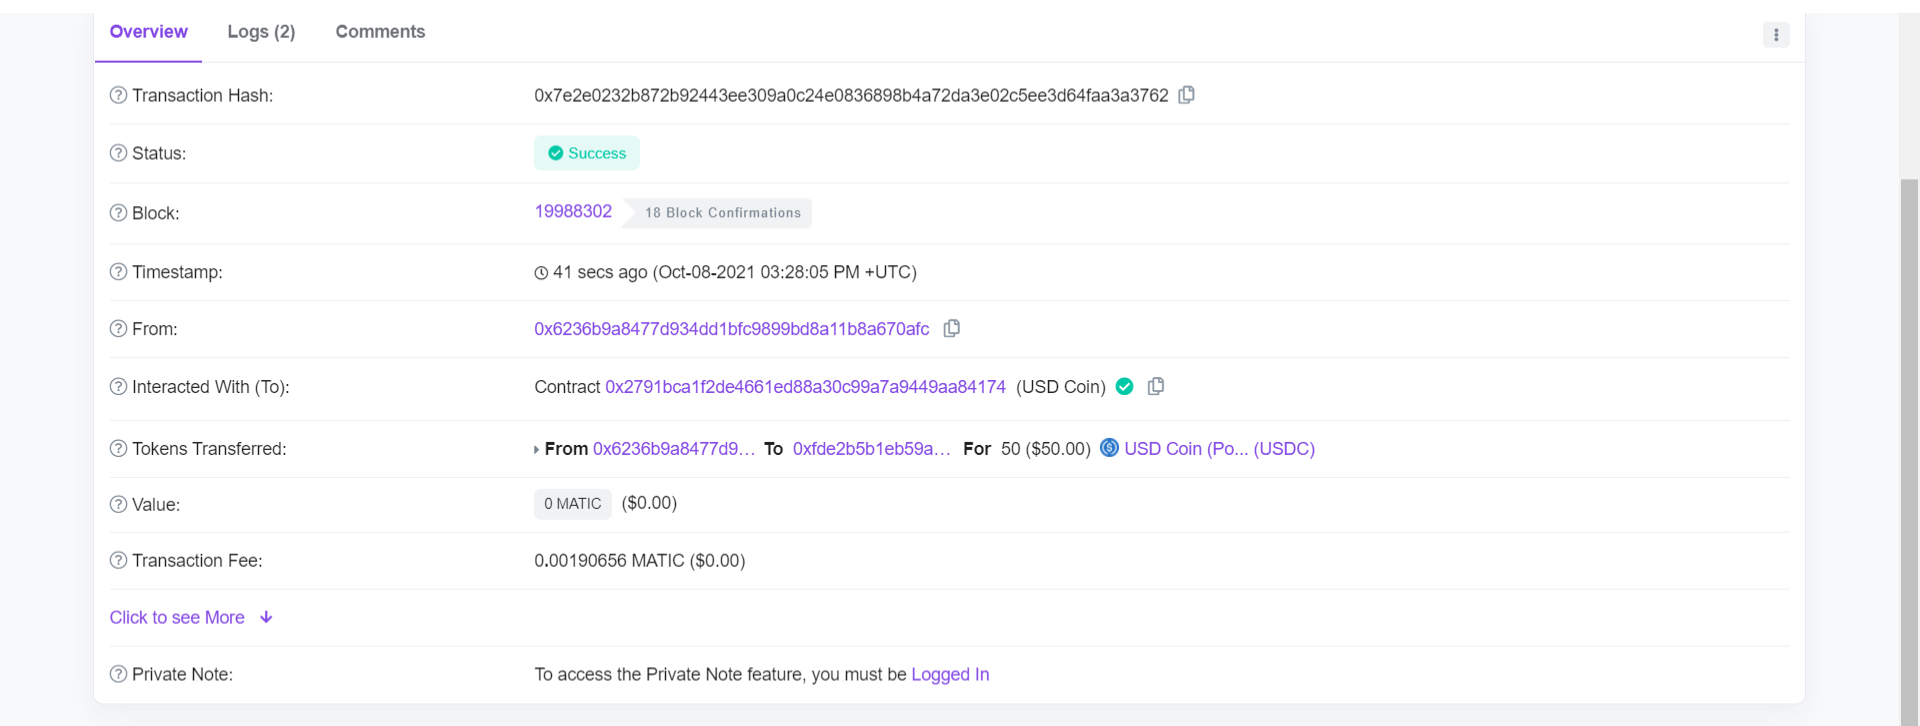 Overview Logs (2) Comments
Transaction Hash: 0x7e2e0232b872b92443ee309a0c24e0836898b4a72da3e02c5ee3d64faa3a3762
Status: Success
Block: 19988302 18 Block Confirmations
Timestamp: 41 secs ago (Oct-08-2021 03:28:05 PM +UTC)
From: 0x6236b9a8477d934dd1bfc9899bd8a11b8a670afc
Interacted With (To): Contract 0x2791bca1f2de4661ed88a30c99a7a9449aa84174 (USD Coin)
Tokens Transferred: From 0x6236b9a8477d9… To 0xfde2b5b1eb59a… For 50 ($50.00) USD Coin (Po... (USDC)
Value: 0 MATIC ($0.00)
Transaction Fee: 0.00190656 MATIC ($0.00)
Click to see More
Private Note: To access the Private Note feature, you must be Logged In